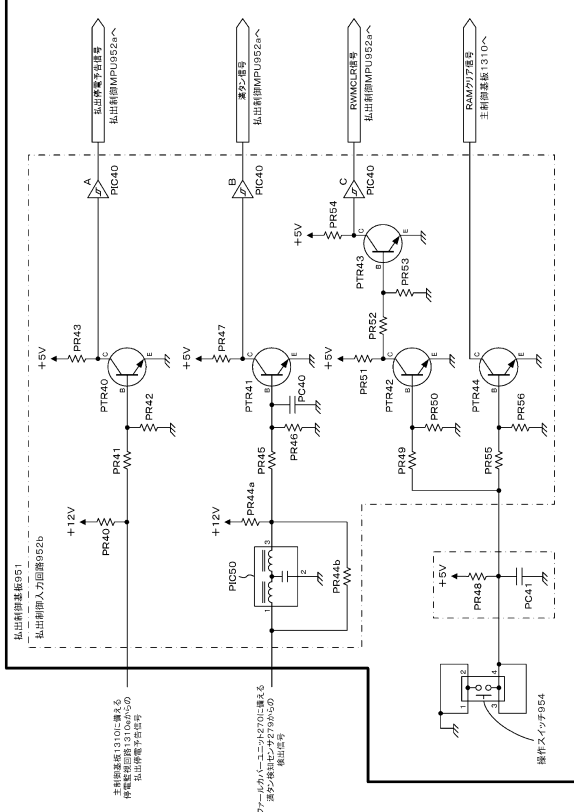 払出停電予告信号
払出制御MPU952aへ
満タン信号
払出制御MPU952aへ
RWMCLR信号
払出制御MPU952aへ
RAMクリア信号
主制御基板1310へ
A
PIC40
B
PIC40
C
PIC40
+5V
PR54
C
B
E
PTR43
PR53
PR52
+5V
PR43
C
B
E
PTR40
PR42
PR41
+12V
PR40
+5V
PR47
C
B
E
PTR41
PC40
PR46
PR45
+12V
PR44a
PIC50
1
2
3
PR44b
+5V
PR51
C
B
E
PTR42
PR50
PR49
C
B
E
PTR44
PR56
PR55
+5V
PR48
PC41
払出制御基板951
払出制御入力回路952b
主制御基板1310に備える
停電監視回路1310eからの
払出停電予告信号
ファールカバーユニット270に備える
満タン検知センサ279からの
検出信号
1
2
3
4
操作スイッチ954